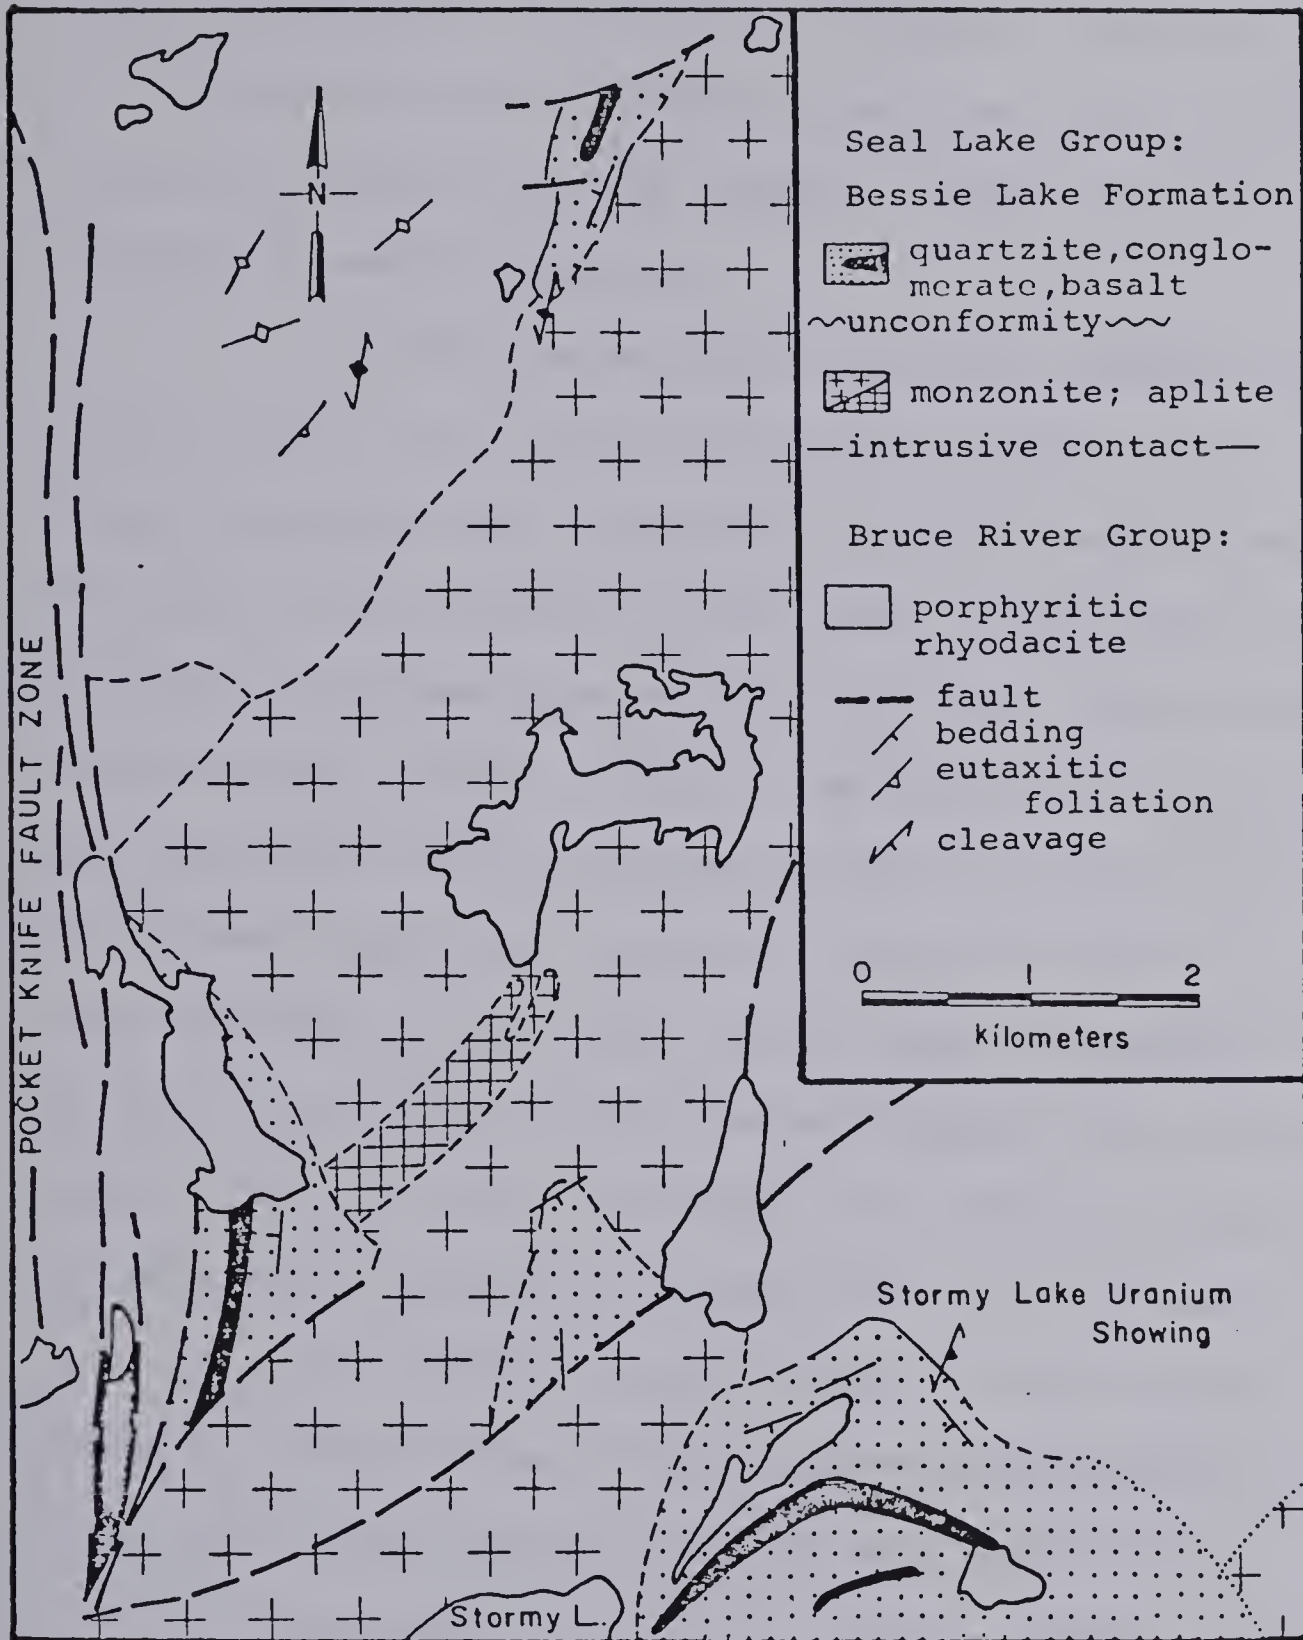 N
POCKET KNIFE FAULT ZONE
Seal Lake Group:
Bessie Lake Formation
quartzite,conglo-
merate,basalt
unconformity
monzonite; aplite
intrusive contact
Bruce River Group:
porphyritic
rhyodacite
fault
bedding
eutaxitic
foliation
cleavage
0 1 2
kilometers
Stormy Lake Uranium
Showing
Stormy L.